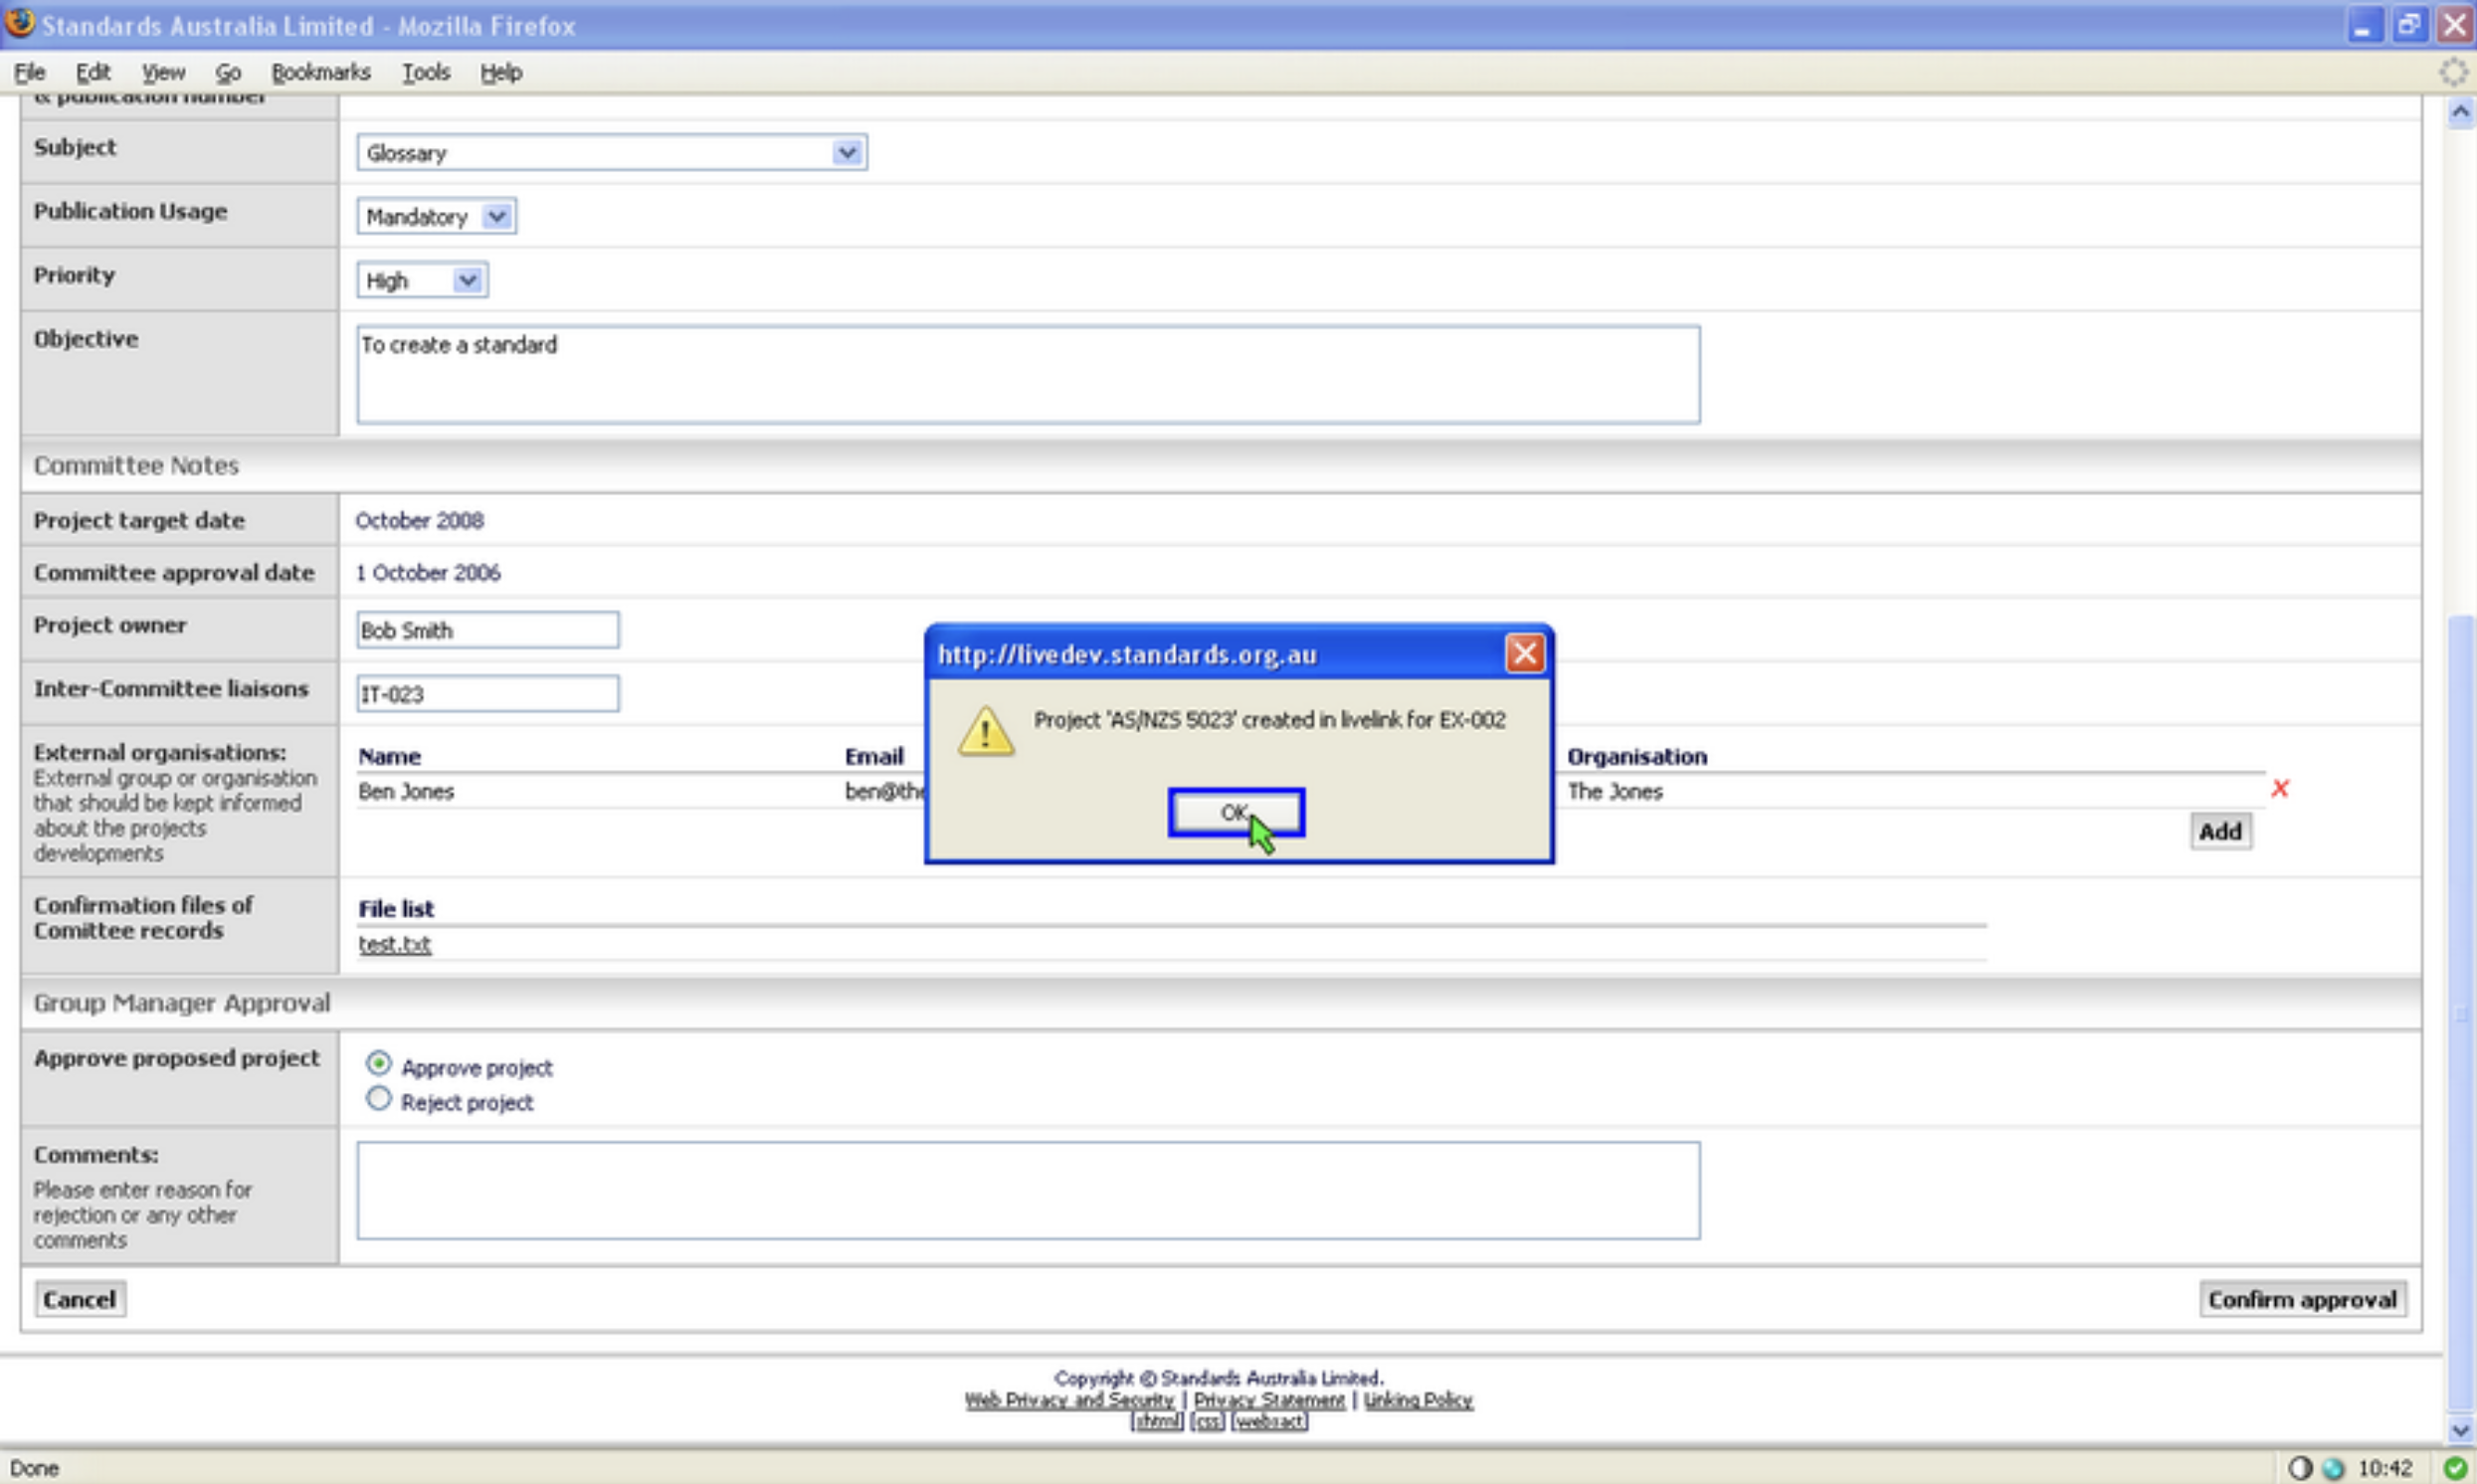 Standards Australia Limited - Mozilla Firefox
File Edit View Go Bookmarks Tools Help
& publication number
Subject
Glossary
Publication Usage
Mandatory
Priority
High
Objective
To create a standard
Committee Notes
Project target date
October 2008
Committee approval date
1 October 2006
Project owner
Bob Smith
Inter-Committee liaisons
IT-023
External organisations:
External group or organisation
that should be kept informed
about the projects
developments
Name Email Organisation
Ben Jones ben@the The Jones
Add
http://livedev.standards.org.au
Project 'AS/NZS 5023' created in livelink for EX-002
OK
Confirmation files of
Comittee records
File list
test.txt
Group Manager Approval
Approve proposed project
Approve project
Reject project
Comments:
Please enter reason for
rejection or any other
comments
Cancel
Confirm approval
Copyright © Standards Australia Limited.
Web Privacy and Security | Privacy Statement | Linking Policy
[xhtml] [css] [webxact]
Done
10:42